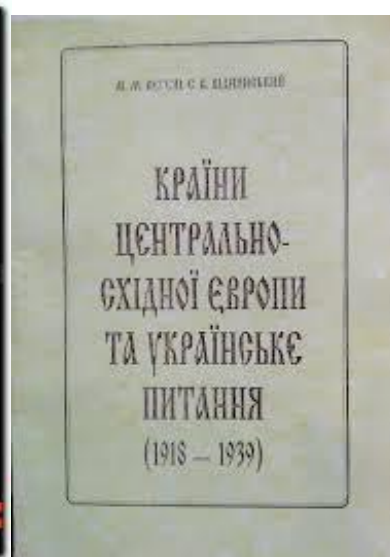 КРАЇНИ
ЦЕНТРАЛЬНО-
СХІДНОЇ ЄВРОПИ
ТА УКРАЇНСЬКЕ
ПИТАННЯ
(1918 — 1939)